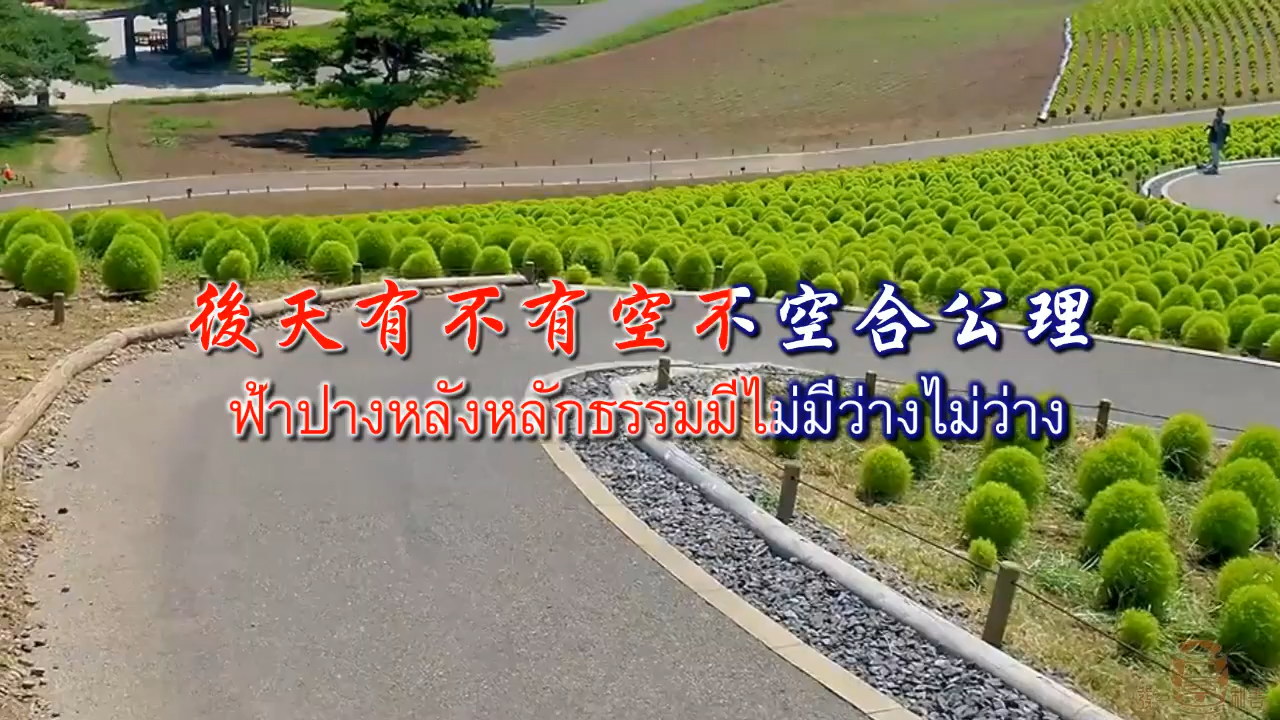 後天有不有空不空合公理
ฟ้าปางหลังหลักธรรมมีไม่มีว่างไม่ว่าง